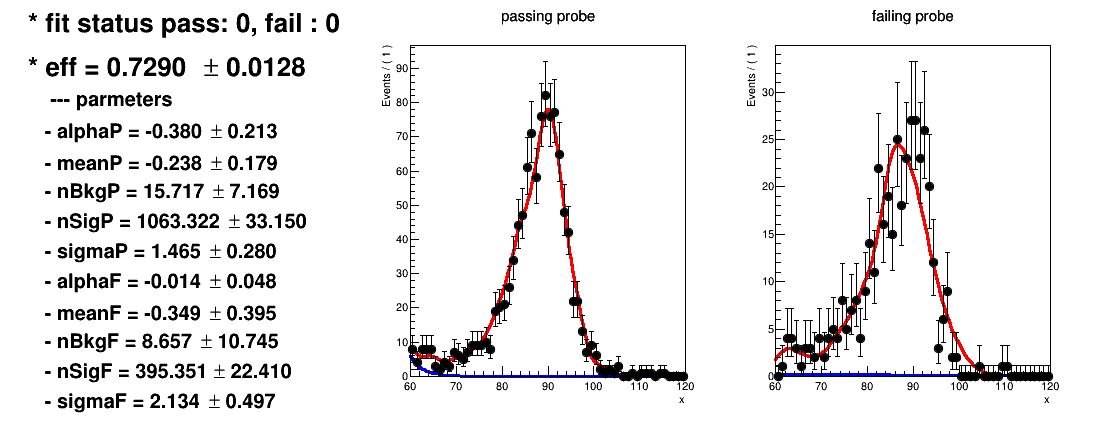 * fit status pass: 0, fail : 0
* eff = 0.7290 ± 0.0128
--- parmeters
- alphaP = -0.380 ± 0.213
- meanP = -0.238 ± 0.179
- nBkgP = 15.717 ± 7.169
- nSigP = 1063.322 ± 33.150
- sigmaP = 1.465 ± 0.280
- alphaF = -0.014 ± 0.048
- meanF = -0.349 ± 0.395
- nBkgF = 8.657 ± 10.745
- nSigF = 395.351 ± 22.410
- sigmaF = 2.134 ± 0.497
passing probe
Events / ( 1 )
90
80
70
60
50
40
30
20
10
0
60 70 80 90 100 110 120
x
failing probe
Events / ( 1 )
30
25
20
15
10
5
0
60 70 80 90 100 110 120
x